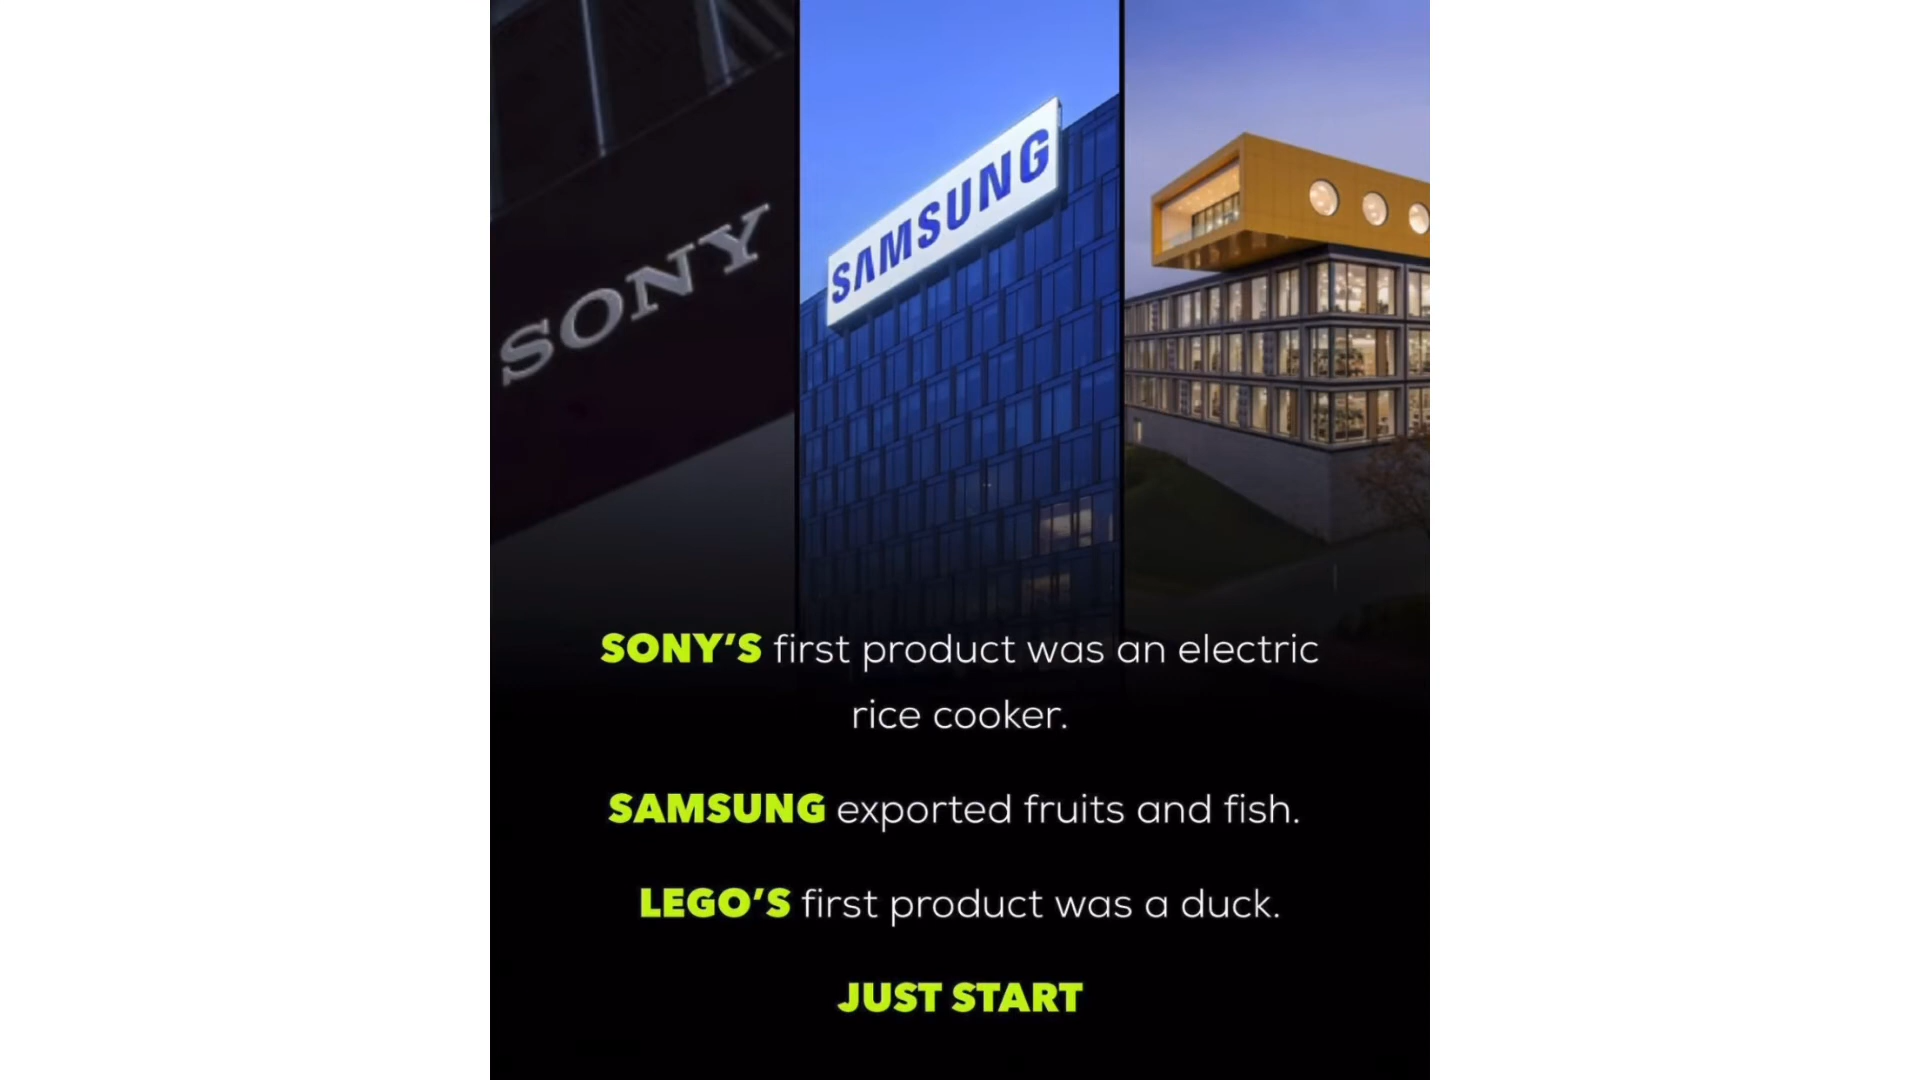 SONY
SAMSUNG
SONY'S first product was an electric
rice cooker.
SAMSUNG exported fruits and fish.
LEGO'S first product was a duck.
JUST START